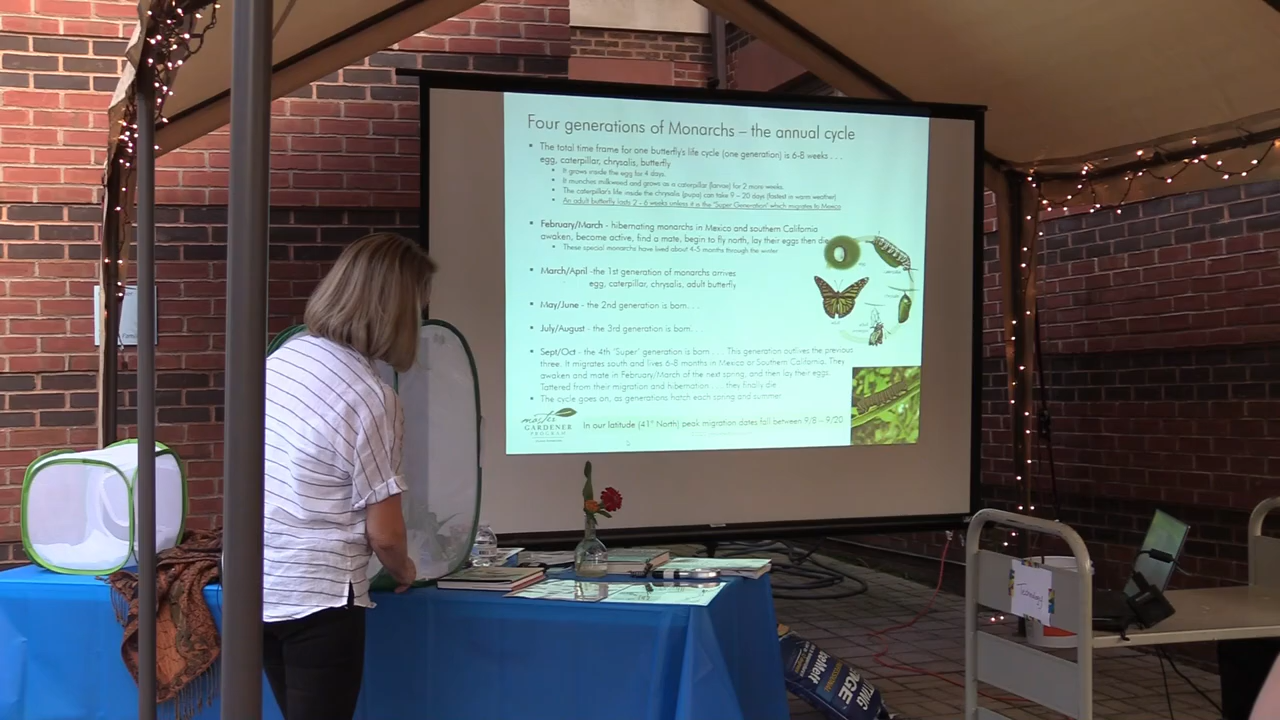 Four generations of Monarchs – the annual cycle
• The total time frame for one butterfly's life cycle (one generation) is 6-8 weeks . . .
egg, caterpillar, chrysalis, butterfly
• It grows inside the egg for 4 days.
• It munches milkweed and grows as a caterpillar (larvae) for 2 more weeks.
• The caterpillar's life inside the chrysalis (pupa) can take 9 – 20 days (fastest in warm weather)
• An adult butterfly lasts 2 - 6 weeks unless it is the 'Super Generation' which migrates to Mexico
• February/March - hibernating monarchs in Mexico and southern California
awaken, become active, find a mate, begin to fly north, lay their eggs then die
• These special monarchs have lived about 4-5 months through the winter
• March/April -the 1st generation of monarchs arrives
egg, caterpillar, chrysalis, adult butterfly
• May/June - the 2nd generation is born. . .
• July/August - the 3rd generation is born. . .
• Sept/Oct - the 4th 'Super' generation is born . . . This generation outlives the previous
three. It migrates south and lives 6-8 months in Mexico or Southern California. They
awaken and mate in February/March of the next spring, and then lay their eggs.
Tattered from their migration and hibernation . . . they finally die
• The cycle goes on, as generations hatch each spring and summer
master
GARDENER
PROGRAM
In our latitude (41° North) peak migration dates fall between 9/8 – 9/20
Technology